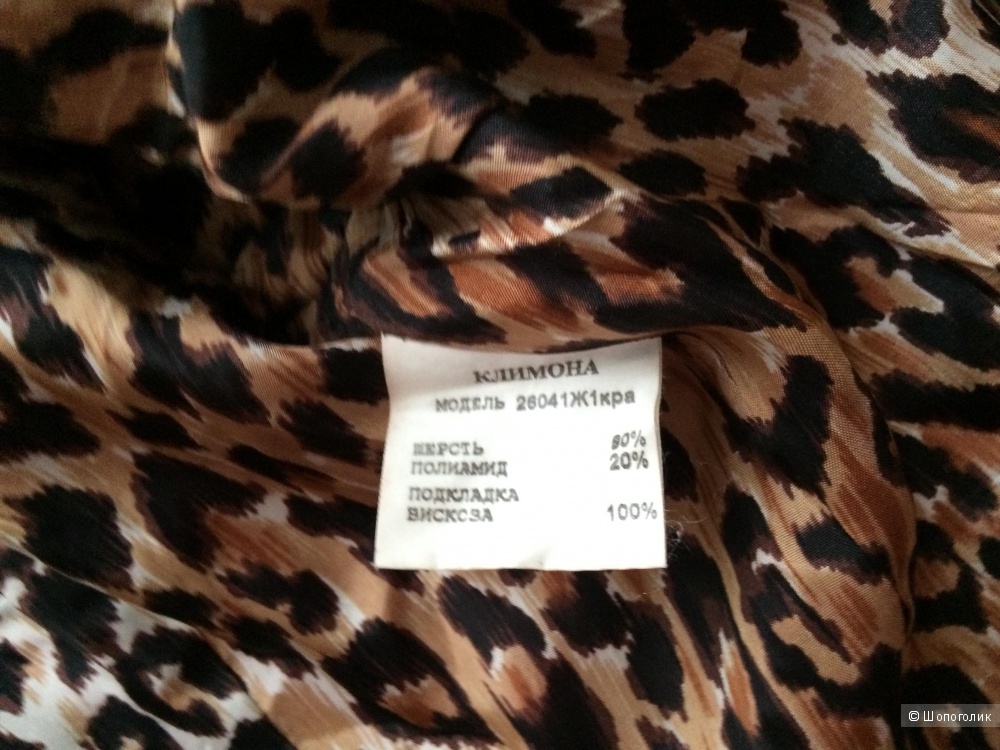 КЛИМОНА
МОДЕЛЬ 26041Ж1кра
ШЕРСТЬ 80%
ПОЛИАМИД 20%
ПОДКЛАДКА
ВИСКОЗА 100%
© Шопоголик